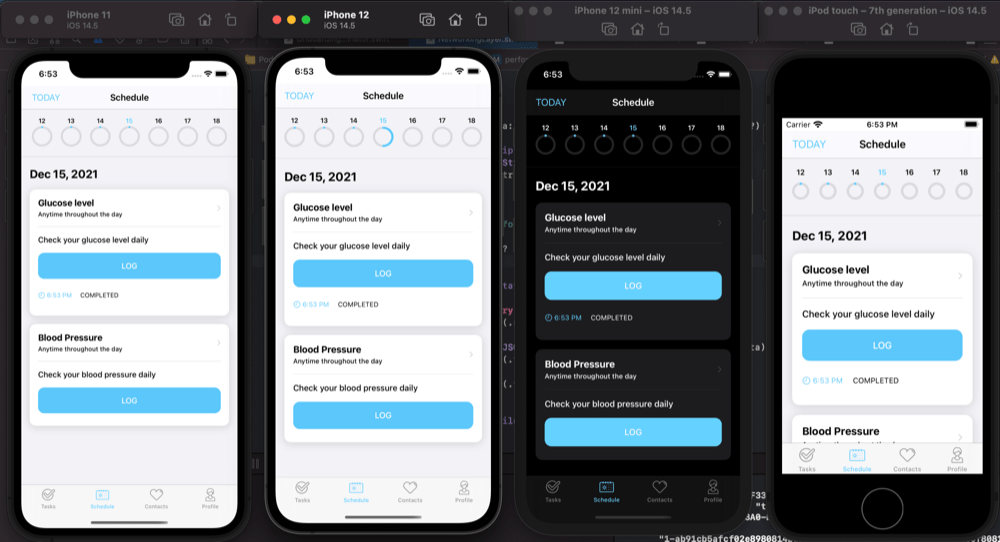 iPhone 11
iOS 14.5
6:53
TODAY Schedule
12 13 14 15 16 17 18
Dec 15, 2021
Glucose level
Anytime throughout the day
Check your glucose level daily
LOG
6:53 PM COMPLETED
Blood Pressure
Anytime throughout the day
Check your blood pressure daily
LOG
Tasks Schedule Contacts Profile
iPhone 12
iOS 14.5
6:53
TODAY Schedule
12 13 14 15 16 17 18
Dec 15, 2021
Glucose level
Anytime throughout the day
Check your glucose level daily
LOG
6:53 PM COMPLETED
Blood Pressure
Anytime throughout the day
Check your blood pressure daily
LOG
Tasks Schedule Contacts Profile
iPhone 12 mini – iOS 14.5
6:53
TODAY Schedule
12 13 14 15 16 17 18
Dec 15, 2021
Glucose level
Anytime throughout the day
Check your glucose level daily
LOG
6:53 PM COMPLETED
Blood Pressure
Anytime throughout the day
Check your blood pressure daily
LOG
Tasks Schedule Contacts Profile
iPod touch – 7th generation – iOS 14.5
Carrier 6:53 PM
TODAY Schedule
12 13 14 15 16 17 18
Dec 15, 2021
Glucose level
Anytime throughout the day
Check your glucose level daily
LOG
6:53 PM COMPLETED
Blood Pressure
Anytime throughout the day
Tasks Schedule Contacts Profile